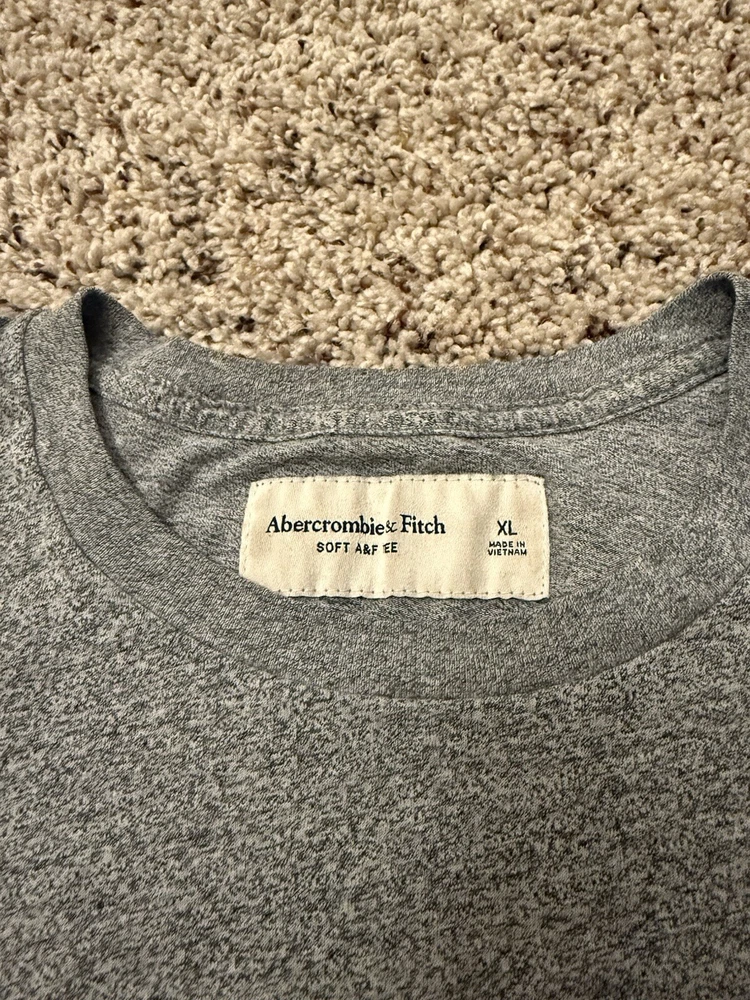 Abercrombie & Fitch
SOFT A&F TEE
XL
MADE IN
VIETNAM